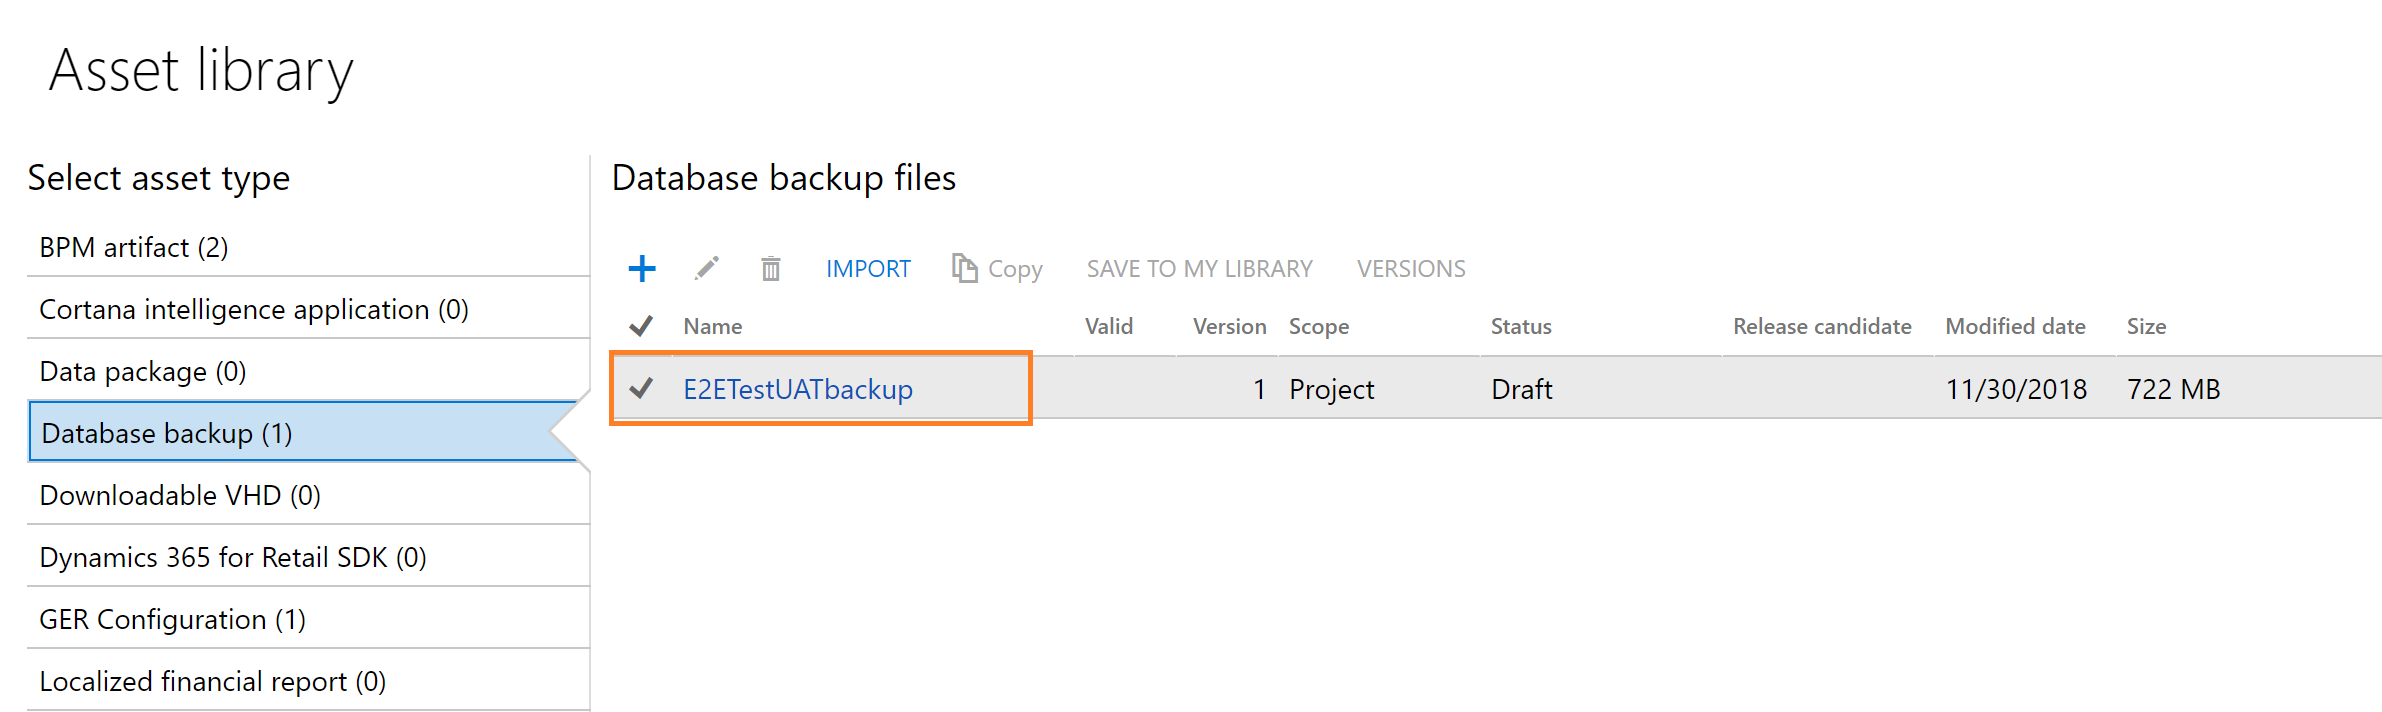 Asset library
Select asset type
BPM artifact (2)
Cortana intelligence application (0)
Data package (0)
Database backup (1)
Downloadable VHD (0)
Dynamics 365 for Retail SDK (0)
GER Configuration (1)
Localized financial report (0)
Database backup files
IMPORT Copy SAVE TO MY LIBRARY VERSIONS
Name Valid Version Scope Status Release candidate Modified date Size
E2ETestUATbackup 1 Project Draft 11/30/2018 722 MB